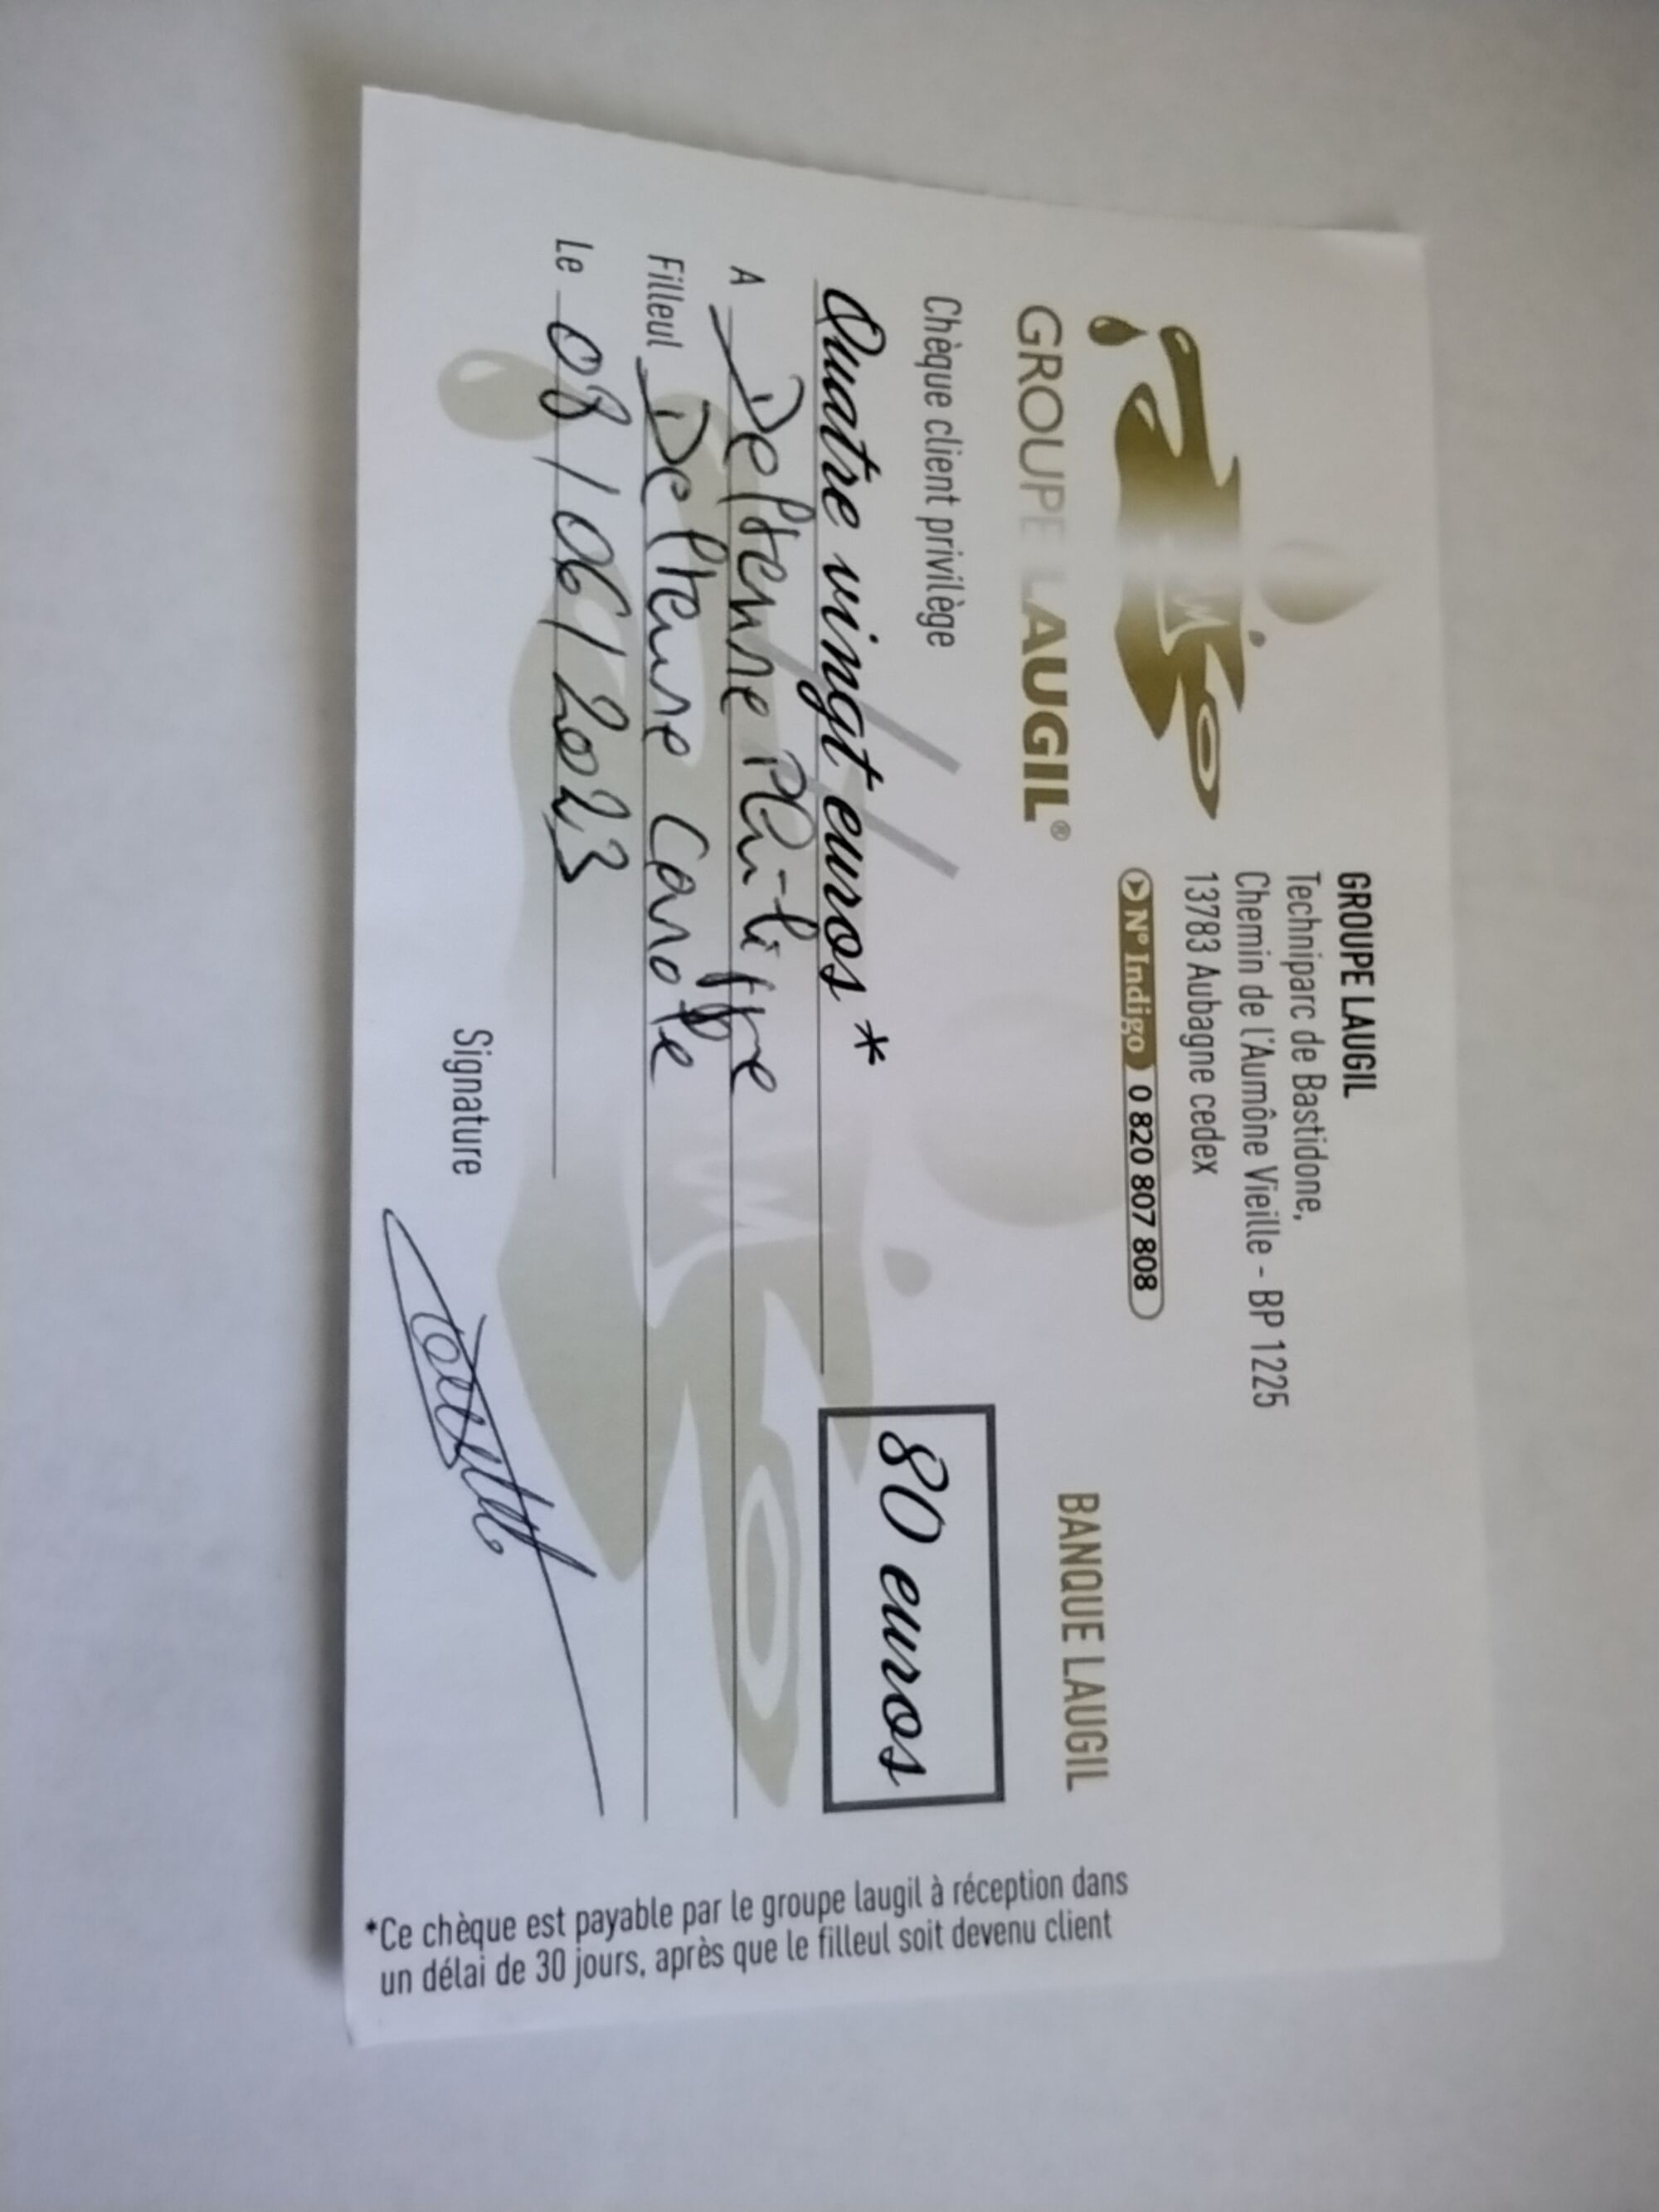 GROUPE LAUGIL®
GROUPE LAUGIL
Techniparc de Bastidone,
Chemin de l'Aumône Vieille - BP 1225
13783 Aubagne cedex
N° Indigo 0 820 807 808
BANQUE LAUGIL
Chèque client privilège
Quatre vingt euros*
80 euros
A
Filleul Carole
Le 08/06/2023
Signature
*Ce chèque est payable par le groupe laugil à réception dans
un délai de 30 jours, après que le filleul soit devenu client